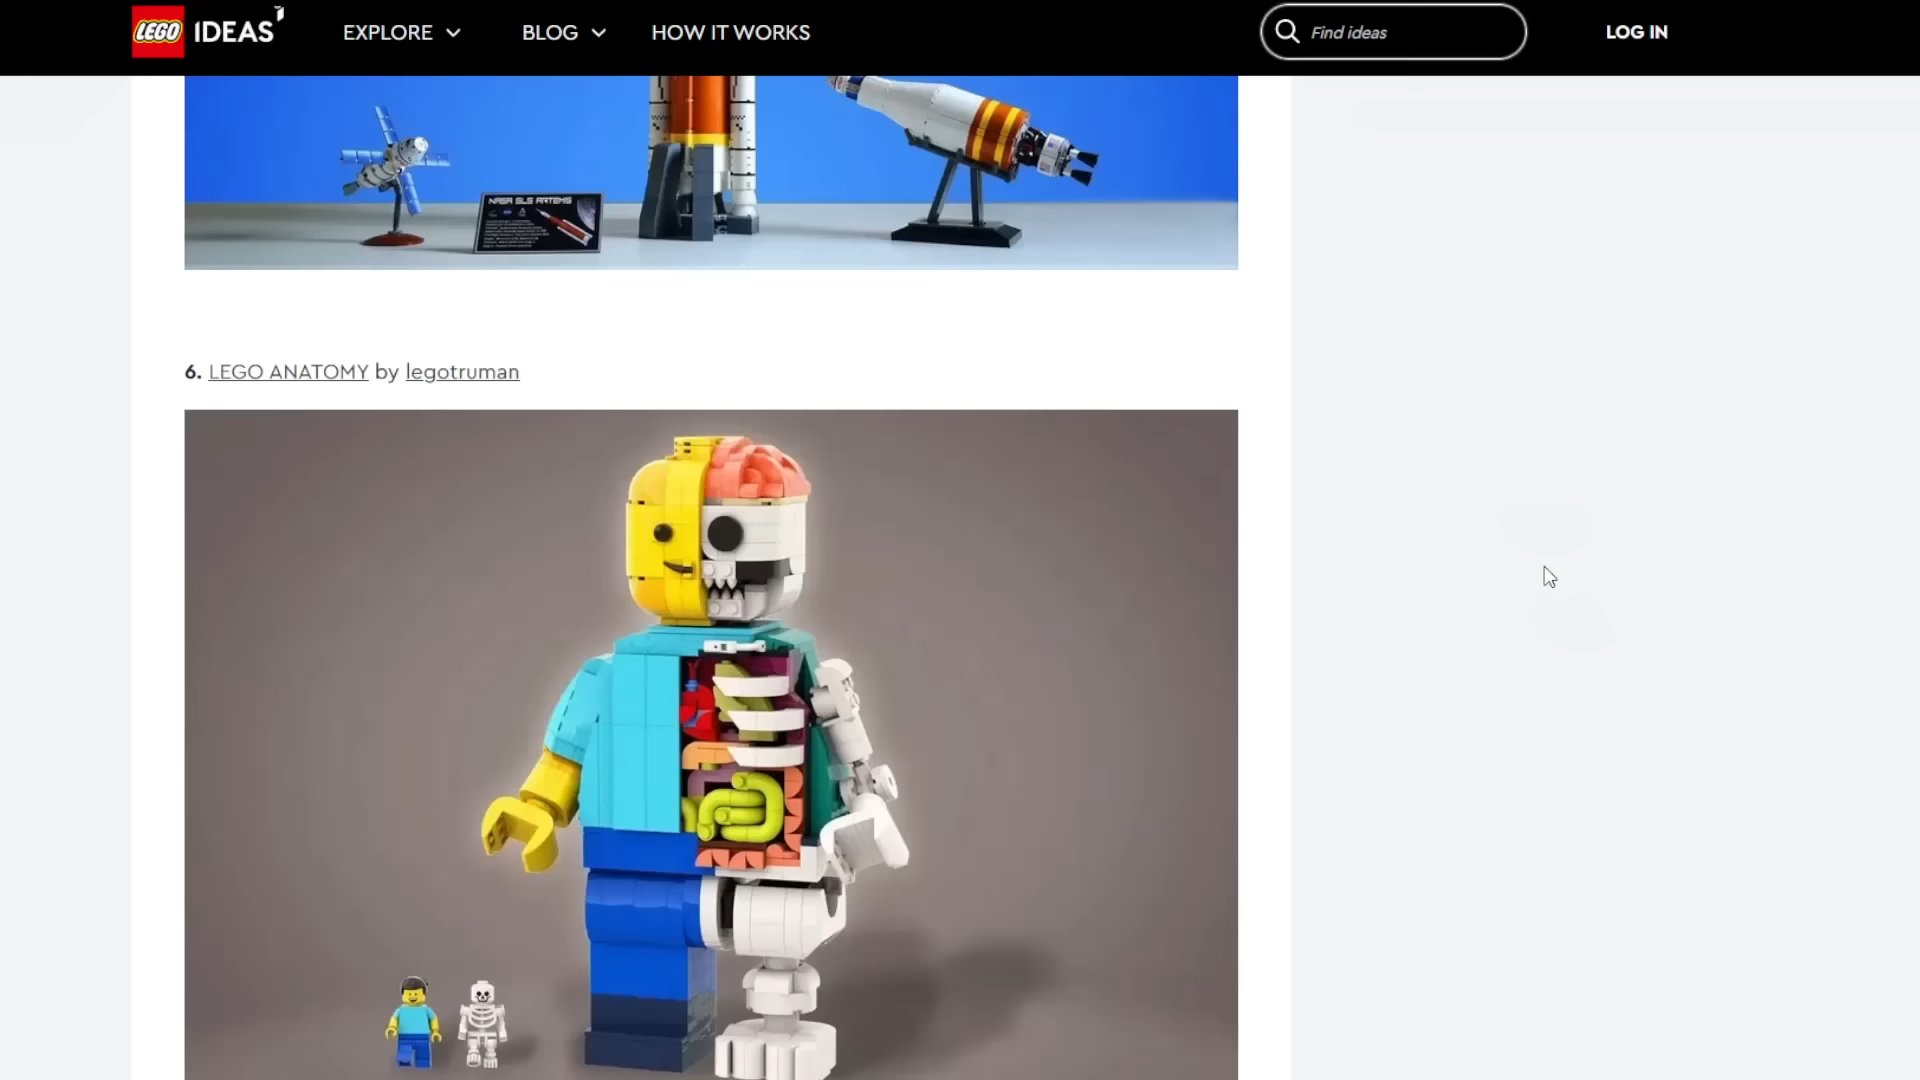 LEGO IDEAS
EXPLORE
BLOG
HOW IT WORKS
Find ideas
LOG IN
NASA SLS ARTEMIS
6. LEGO ANATOMY by legotruman